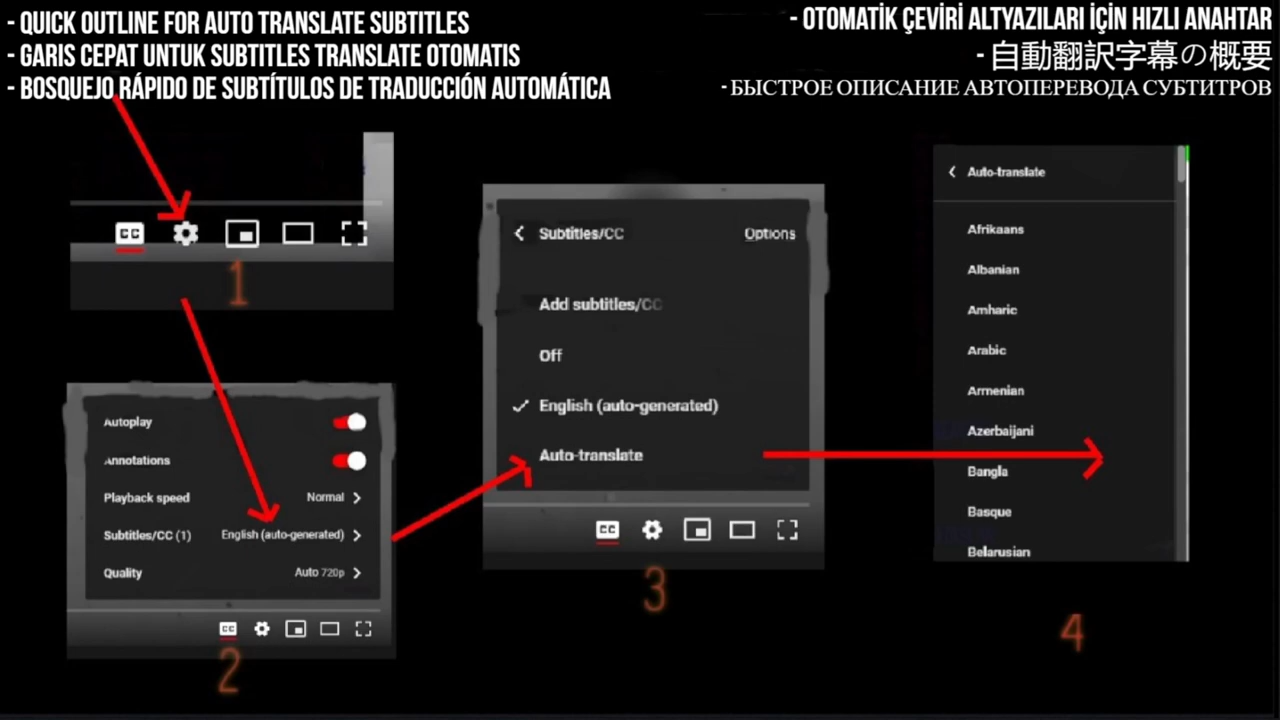 - QUICK OUTLINE FOR AUTO TRANSLATE SUBTITLES
- GARIS CEPAT UNTUK SUBTITLES TRANSLATE OTOMATIS
- BOSQUEJO RÁPIDO DE SUBTÍTULOS DE TRADUCCIÓN AUTOMÁTICA
- OTOMATİK ÇEVİRİ ALTYAZILARI İÇİN HIZLI ANAHTAR
- 自動翻訳字幕の概要
- БЫСТРОЕ ОПИСАНИЕ АВТОПЕРЕВОДА СУБТИТРОВ
CC
1
Autoplay
Annotations
Playback speed Normal
Subtitles/CC (1) English (auto-generated)
Quality Auto 720p
CC
2
Subtitles/CC Options
Add subtitles/CC
Off
English (auto-generated)
Auto-translate
CC
3
Auto-translate
Afrikaans
Albanian
Amharic
Arabic
Armenian
Azerbaijani
Bangla
Basque
Belarusian
4